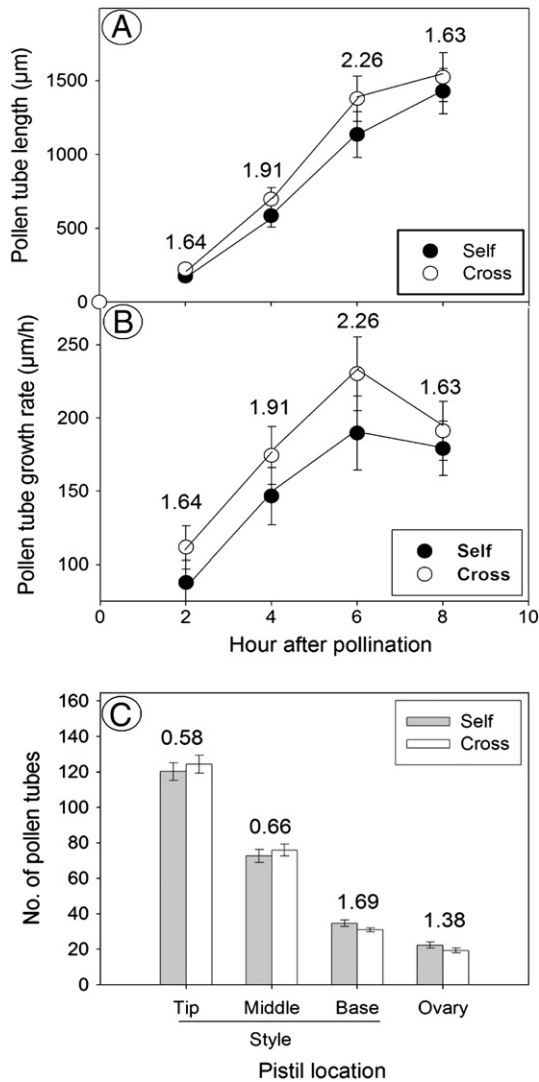 A
Pollen tube length (µm)
1500
1000
500
0
1.64
1.91
2.26
1.63
Self
Cross
B
Pollen tube growth rate (µm/h)
250
200
150
100
1.64
1.91
2.26
1.63
Self
Cross
0 2 4 6 8 10
Hour after pollination
C
No. of pollen tubes
160
140
120
100
80
60
40
20
0
0.58
0.66
1.69
1.38
Self
Cross
Tip Middle Base Ovary
Style
Pistil location